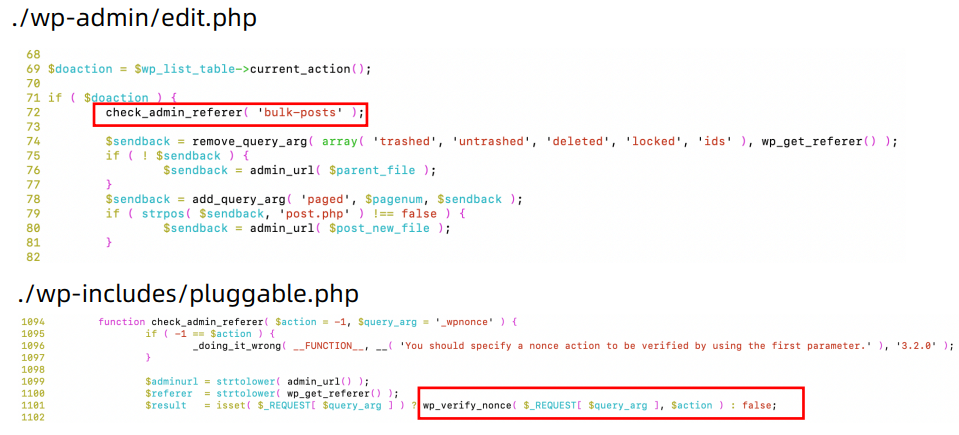 ./wp-admin/edit.php
68
69 $doaction = $wp_list_table->current_action();
70
71 if ( $doaction ) {
72         check_admin_referer( 'bulk-posts' );
73
74         $sendback = remove_query_arg( array( 'trashed', 'untrashed', 'deleted', 'locked', 'ids' ), wp_get_referer() );
75         if ( ! $sendback ) {
76                 $sendback = admin_url( $parent_file );
77         }
78         $sendback = add_query_arg( 'paged', $pagenum, $sendback );
79         if ( strpos( $sendback, 'post.php' ) !== false ) {
80                 $sendback = admin_url( $post_new_file );
81         }
82
./wp-includes/pluggable.php
1094         function check_admin_referer( $action = -1, $query_arg = '_wpnonce' ) {
1095                 if ( -1 == $action ) {
1096                         _doing_it_wrong( __FUNCTION__, __( 'You should specify a nonce action to be verified by using the first parameter.' ), '3.2.0' );
1097                 }
1098
1099                 $adminurl = strtolower( admin_url() );
1100                 $referer  = strtolower( wp_get_referer() );
1101                 $result   = isset( $_REQUEST[ $query_arg ] ) ? wp_verify_nonce( $_REQUEST[ $query_arg ], $action ) : false;
1102